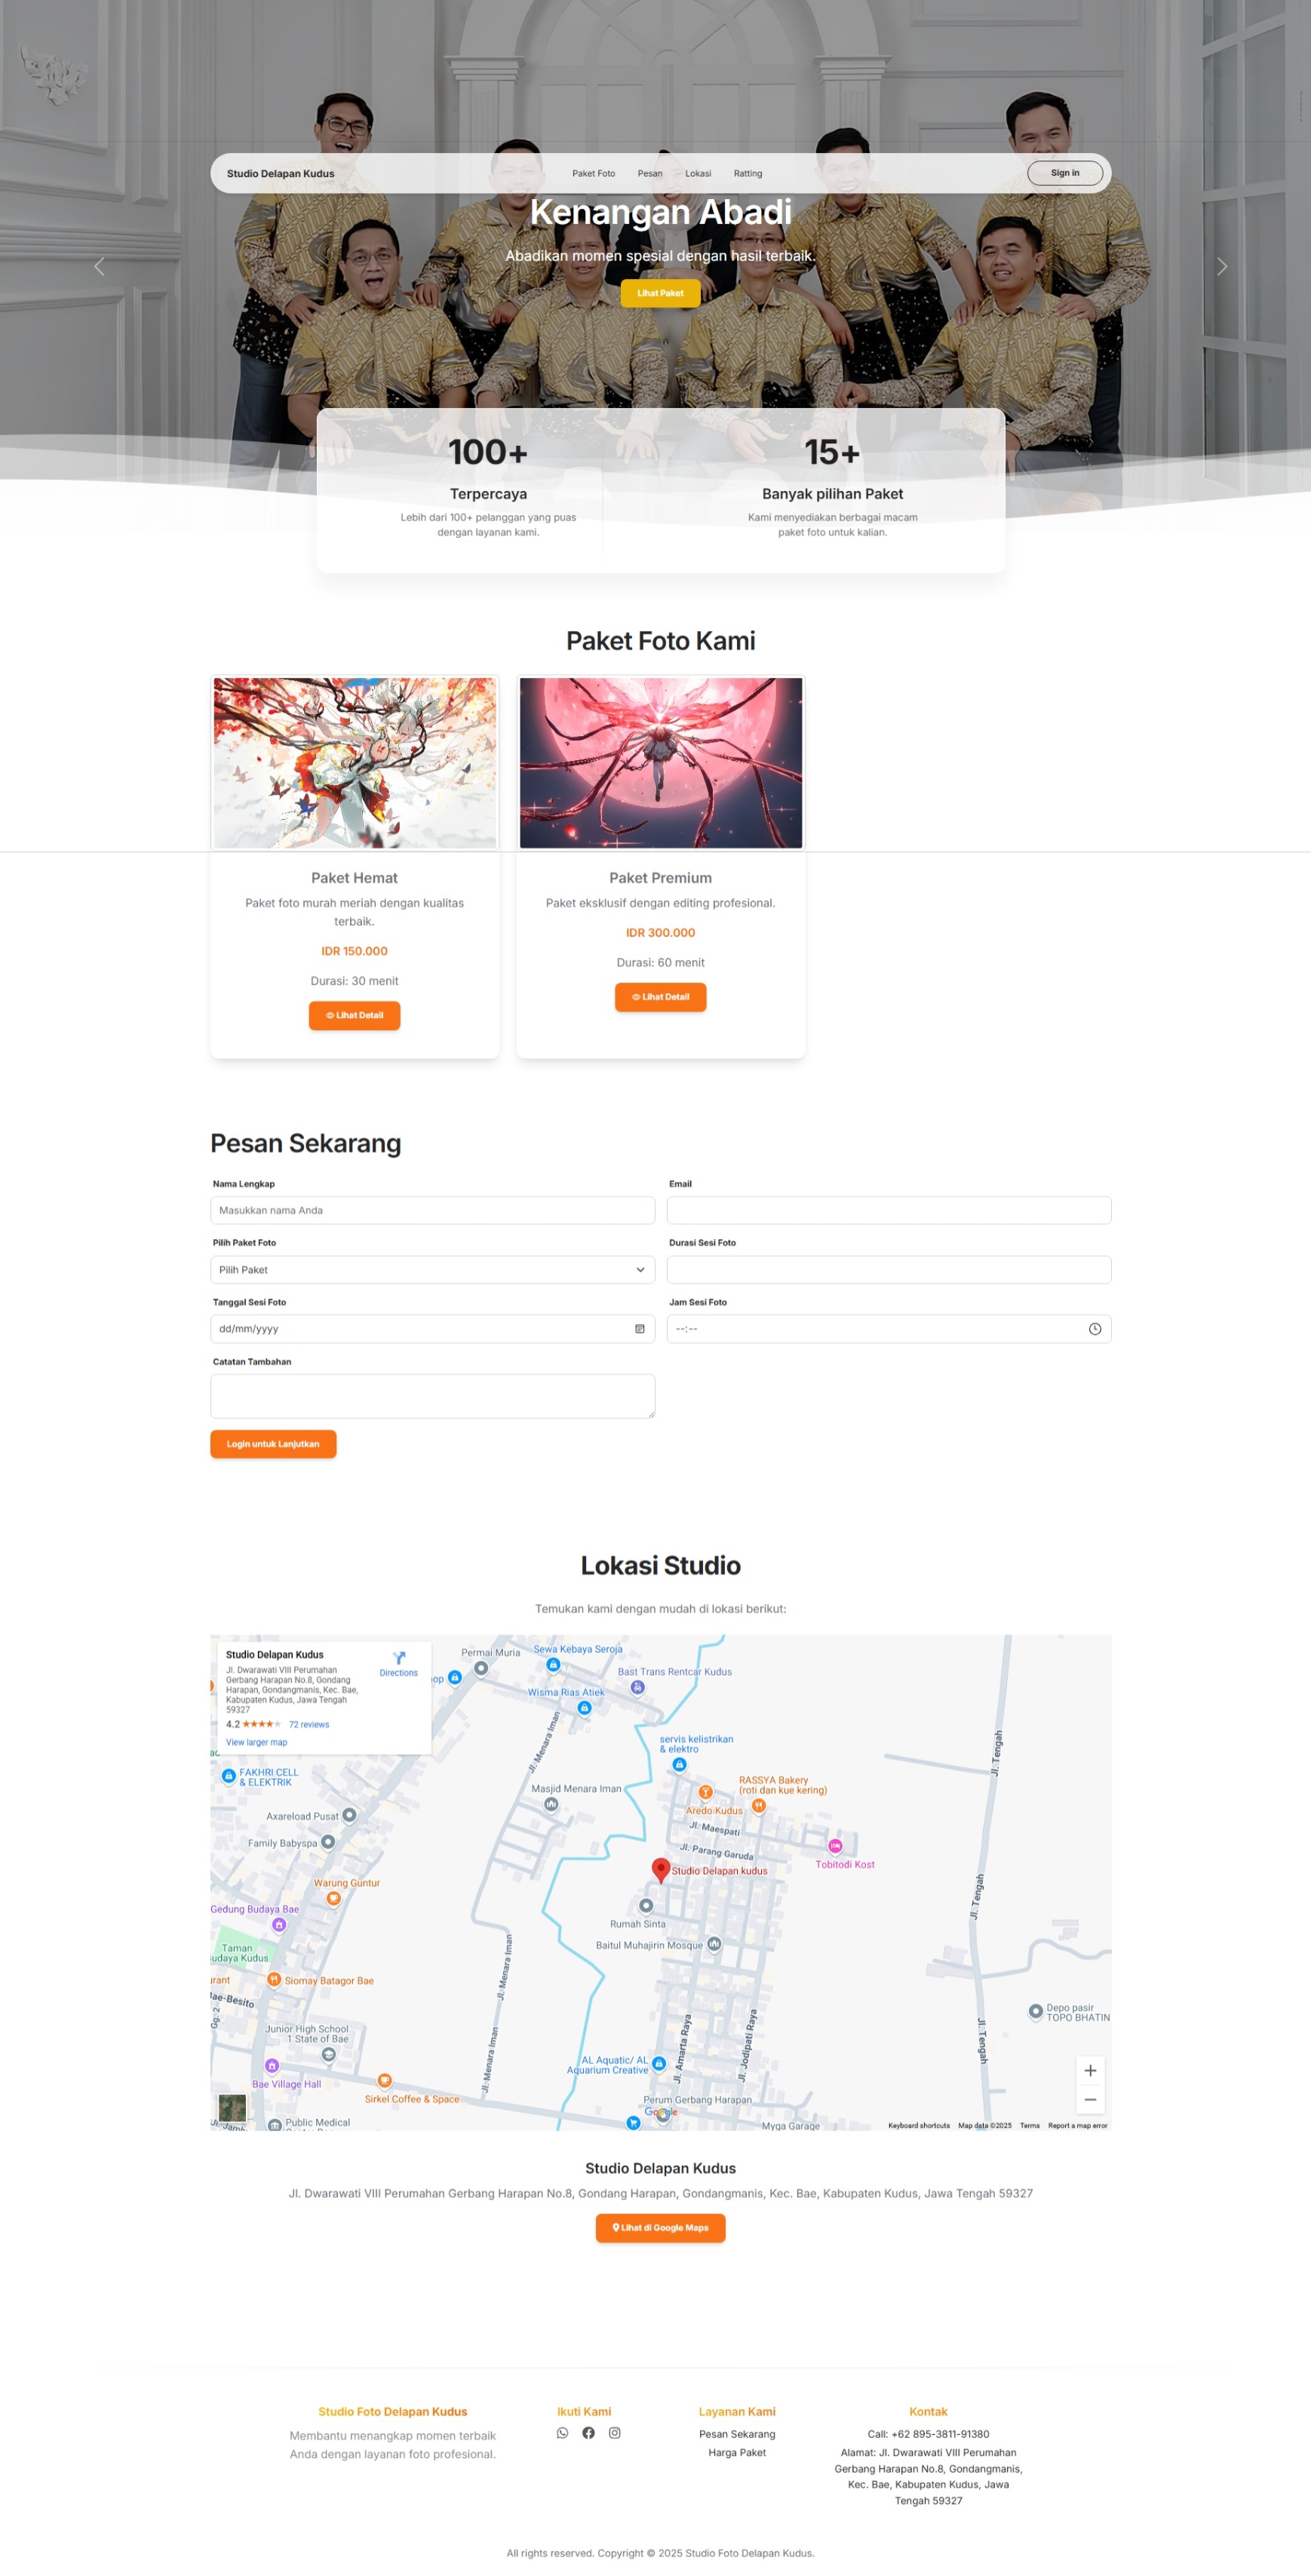 Studio Delapan Kudus
Paket Foto
Pesan
Lokasi
Ratting
Sign in
Kenangan Abadi
Abadikan momen spesial dengan hasil terbaik.
Lihat Paket
100+
Terpercaya
Lebih dari 100+ pelanggan yang puas
dengan layanan kami.
15+
Banyak pilihan Paket
Kami menyediakan berbagai macam
paket foto untuk kalian.
Paket Foto Kami
Paket Hemat
Paket foto murah meriah dengan kualitas
terbaik.
IDR 150.000
Durasi: 30 menit
Lihat Detail
Paket Premium
Paket eksklusif dengan editing profesional.
IDR 300.000
Durasi: 60 menit
Lihat Detail
Pesan Sekarang
Nama Lengkap
Masukkan nama Anda
Email
Pilih Paket Foto
Pilih Paket
Durasi Sesi Foto
Tanggal Sesi Foto
dd/mm/yyyy
Jam Sesi Foto
--:--
Catatan Tambahan
Login untuk Lanjutkan
Lokasi Studio
Temukan kami dengan mudah di lokasi berikut:
Studio Delapan Kudus
Jl. Dwarawati VIII Perumahan
Gerbang Harapan No.8, Gondang
Harapan, Gondangmanis, Kec. Bae,
Kabupaten Kudus, Jawa Tengah
59327
4.2
72 reviews
View larger map
Directions
op
Permai Muria
Sewa Kebaya Seroja
Bast Trans Rentcar Kudus
Wisma Rias Atiek
Jl. Menara Iman
servis kelistrikan
& elektro
Jl. Tengah
FAKHRI CELL
& ELEKTRIK
RASSYA Bakery
(roti dan kue kering)
Masjid Menara Iman
Aredo Kudus
Axareload Pusat
Jl. Maespati
Family Babyspa
Jl. Parang Garuda
Tobitodi Kost
Studio Delapan kudus
Warung Guntur
Jl. Tengah
Gedung Budaya Bae
Rumah Sinta
Baitul Muhajirin Mosque
Taman
udaya Kudus
Jl. Menara Iman
urant
Siomay Batagor Bae
Bae-Besito
Gg. 2
Depo pasir
TOPO BHATIN
Junior High School
1 State of Bae
Jl. Menara Iman
Jl. Amarta Raya
Jl. Jodipati Raya
Jl. Tengah
AL Aquatic/ AL
Aquarium Creative
Bae Village Hall
Sirkel Coffee & Space
Perum Gerbang Harapan
Google
Public Medical
Myga Garage
Keyboard shortcuts
Map data ©2025
Terms
Report a map error
Studio Delapan Kudus
Jl. Dwarawati VIII Perumahan Gerbang Harapan No.8, Gondang Harapan, Gondangmanis, Kec. Bae, Kabupaten Kudus, Jawa Tengah 59327
Lihat di Google Maps
Studio Foto Delapan Kudus
Membantu menangkap momen terbaik
Anda dengan layanan foto profesional.
Ikuti Kami
Layanan Kami
Pesan Sekarang
Harga Paket
Kontak
Call: +62 895-3811-91380
Alamat: Jl. Dwarawati VIII Perumahan
Gerbang Harapan No.8, Gondangmanis,
Kec. Bae, Kabupaten Kudus, Jawa
Tengah 59327
All rights reserved. Copyright © 2025 Studio Foto Delapan Kudus.